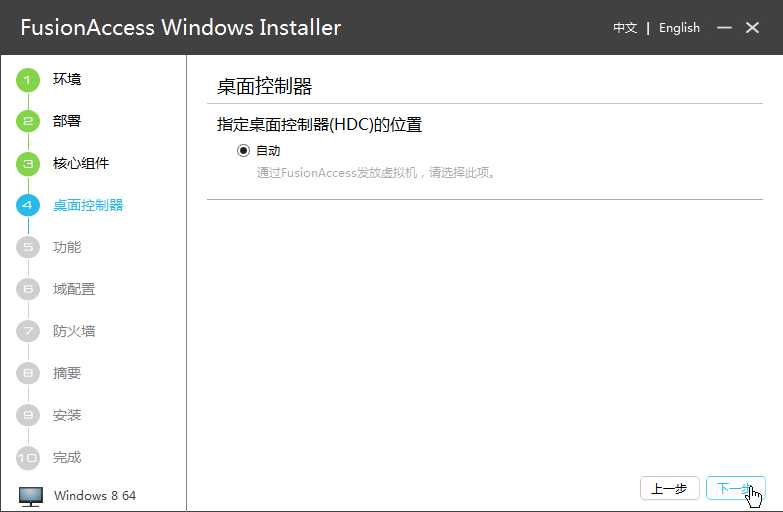 FusionAccess Windows Installer
中文 | English
1 环境
2 部署
3 核心组件
4 桌面控制器
5 功能
6 域配置
7 防火墙
8 摘要
9 安装
10 完成
Windows 8 64
桌面控制器
指定桌面控制器(HDC)的位置
自动
通过FusionAccess发放虚拟机，请选择此项。
上一步
下一步